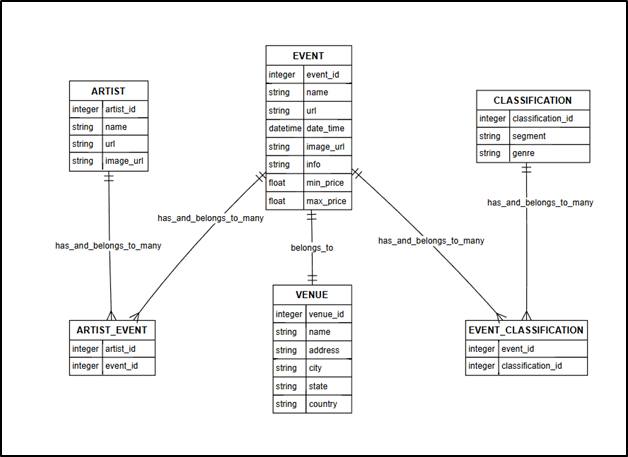 EVENT
integer event_id
string name
string url
datetime date_time
string image_url
string info
float min_price
float max_price
ARTIST
integer artist_id
string name
string url
string image_url
CLASSIFICATION
integer classification_id
string segment
string genre
has_and_belongs_to_many
has_and_belongs_to_many
has_and_belongs_to_many
has_and_belongs_to_many
belongs_to
ARTIST_EVENT
integer artist_id
integer event_id
VENUE
integer venue_id
string name
string address
string city
string state
string country
EVENT_CLASSIFICATION
integer event_id
integer classification_id